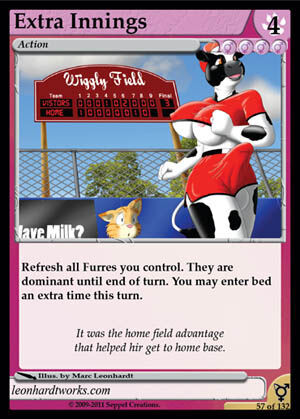 Extra Innings
4
Action
Wiggly Field
Team 1 2 3 4 5 6 7 8 9 Final
VISITORS 000102000 3
HOME
Have Milk?
Refresh all Furres you control. They are
dominant until end of turn. You may enter bed
an extra time this turn.
It was the home field advantage
that helped hir get to home base.
Illus. by Marc Leonhardt
leonhardtworks.com
© 2009-2011 Seppel Creations.
57 of 132